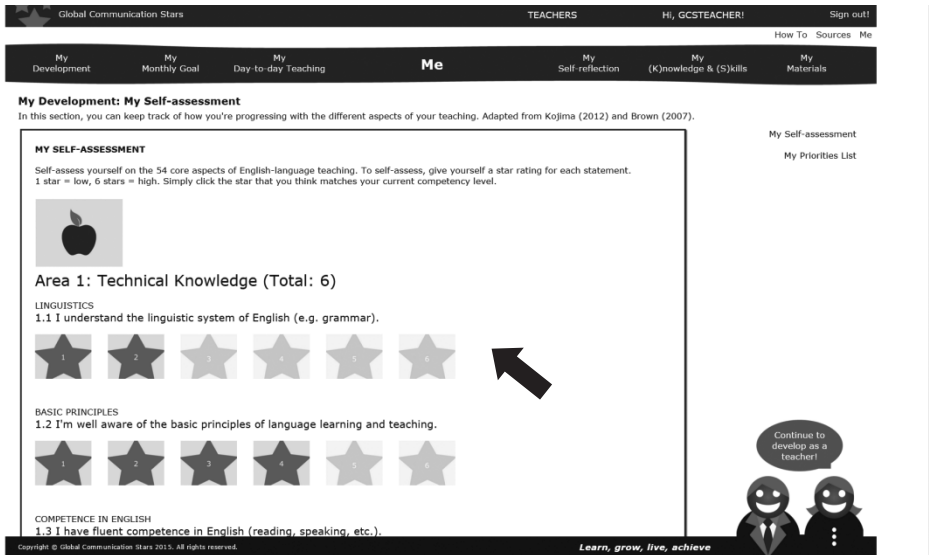 Global Communication Stars TEACHERS Hi, GCSTEACHER! Sign out!
How To Sources Me
My Development
My Monthly Goal
My Day-to-day Teaching
Me
My Self-reflection
My (K)nowledge & (S)kills
My Materials
My Development: My Self-assessment
In this section, you can keep track of how you're progressing with the different aspects of your teaching. Adapted from Kojima (2012) and Brown (2007).
My Self-assessment
My Priorities List
MY SELF-ASSESSMENT
Self-assess yourself on the 54 core aspects of English-language teaching. To self-assess, give yourself a star rating for each statement.
1 star = low, 6 stars = high. Simply click the star that you think matches your current competency level.
Area 1: Technical Knowledge (Total: 6)
LINGUISTICS
1.1 I understand the linguistic system of English (e.g. grammar).
1 2 3 4 5 6
BASIC PRINCIPLES
1.2 I'm well aware of the basic principles of language learning and teaching.
1 2 3 4 5 6
Continue to
develop as a
teacher!
COMPETENCE IN ENGLISH
1.3 I have fluent competence in English (reading, speaking, etc.).
Copyright © Global Communication Stars 2015. All rights reserved. Learn, grow, live, achieve